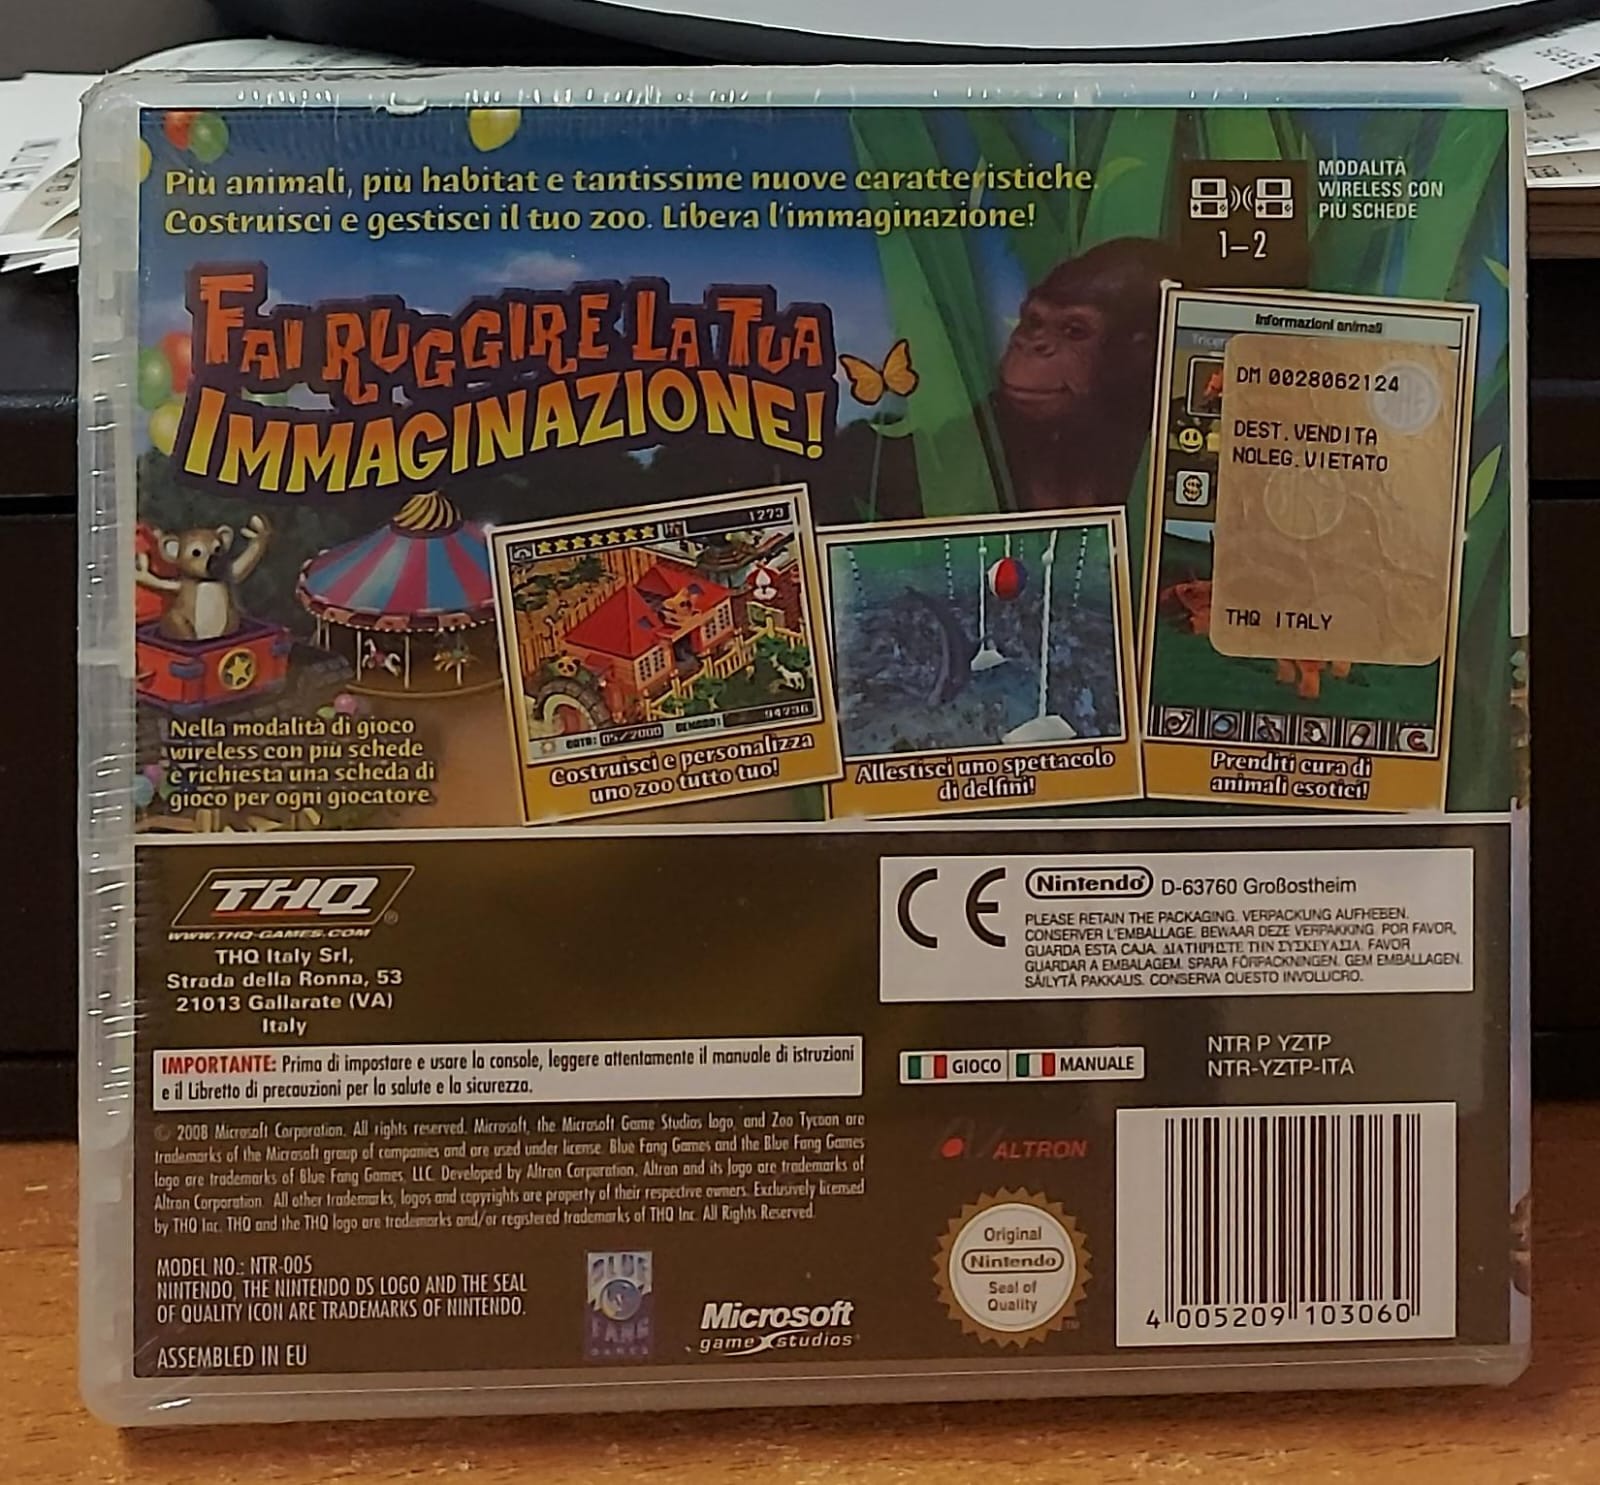 Più animali, più habitat e tantissime nuove caratteristiche.
Costruisci e gestisci il tuo zoo. Libera l'immaginazione!
MODALITÀ
WIRELESS CON
PIÙ SCHEDE
1-2
FAI RUGGIRE LA TUA
IMMAGINAZIONE!
Informazioni animali
DM 0028062124
DEST.VENDITA
NOLEG.VIETATO
THQ ITALY
1273
DATA: 05/2000
94236
Nella modalità di gioco
wireless con più schede
è richiesta una scheda di
gioco per ogni giocatore.
Costruisci e personalizza
uno zoo tutto tuo!
Allestisci uno spettacolo
di delfini!
Prenditi cura di
animali esotici!
THQ®
WWW.THQ-GAMES.COM
THQ Italy Srl,
Strada della Ronna, 53
21013 Gallarate (VA)
Italy
CE Nintendo® D-63760 Großostheim
PLEASE RETAIN THE PACKAGING. VERPACKUNG AUFHEBEN.
CONSERVER L'EMBALLAGE. BEWAAR DEZE VERPAKKING. POR FAVOR,
GUARDA ESTA CAJA. ΔΙΑΤΗΡΗΣΤΕ ΤΗΝ ΣΥΣΚΕΥΑΣΙΑ. FAVOR
GUARDAR A EMBALAGEM. SPARA FÖRPACKNINGEN. GEM EMBALLAGEN.
SÄILYTÄ PAKKAUS. CONSERVA QUESTO INVOLUCRO.
IMPORTANTE: Prima di impostare e usare la console, leggere attentamente il manuale di istruzioni
e il Libretto di precauzioni per la salute e la sicurezza.
GIOCO MANUALE
NTR P YZTP
NTR-YZTP-ITA
© 2008 Microsoft Corporation. All rights reserved. Microsoft, the Microsoft Game Studios logo, and Zoo Tycoon are
trademarks of the Microsoft group of companies and are used under license. Blue Fang Games and the Blue Fang Games
logo are trademarks of Blue Fang Games, LLC. Developed by Altron Corporation. Altron and its logo are trademarks of
Altron Corporation. All other trademarks, logos and copyrights are property of their respective owners. Exclusively licensed
by THQ Inc. THQ and the THQ logo are trademarks and/or registered trademarks of THQ Inc. All Rights Reserved.
ALTRON
MODEL NO.: NTR-005
NINTENDO, THE NINTENDO DS LOGO AND THE SEAL
OF QUALITY ICON ARE TRADEMARKS OF NINTENDO.
ASSEMBLED IN EU
BLUE
FANG
GAMES
Microsoft
game studios
Original
Nintendo
Seal of
Quality
TM
4 005209 103060